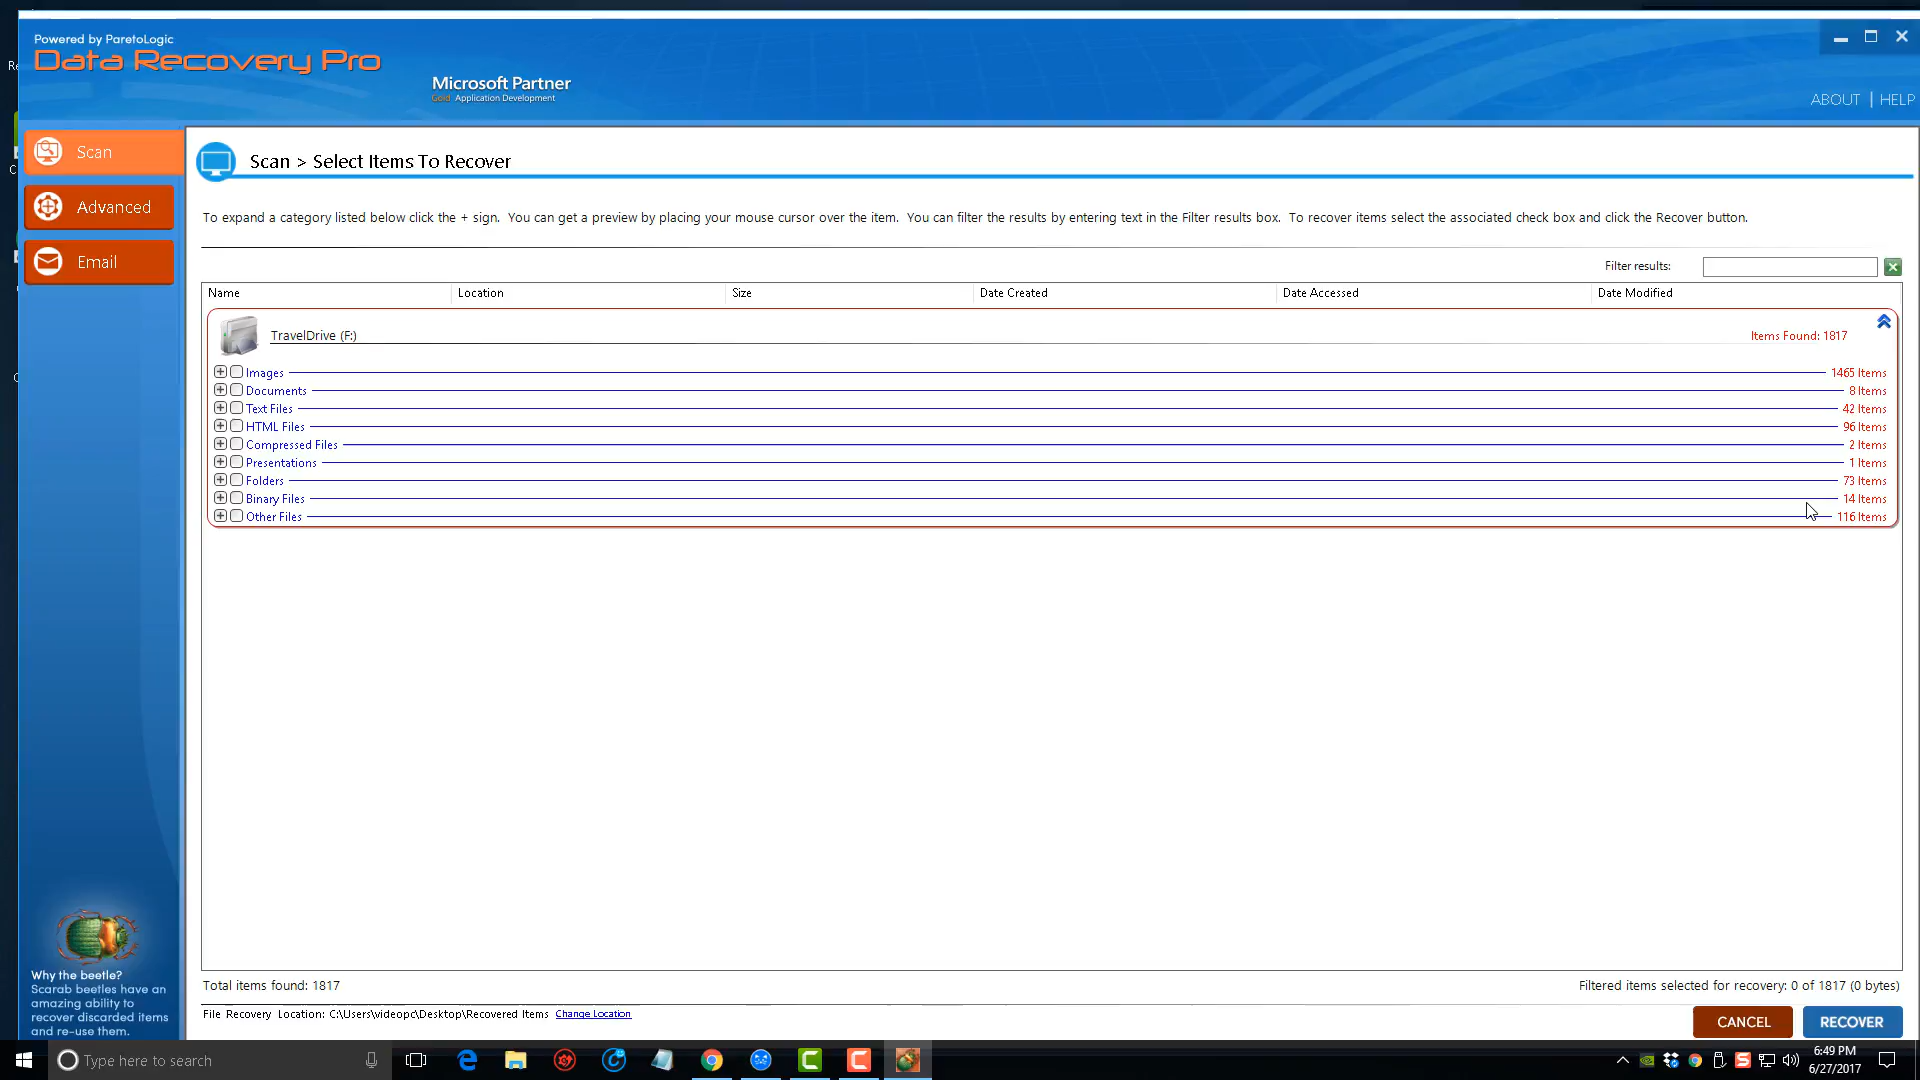 Powered by ParetoLogic
Data Recovery Pro
Microsoft Partner
Gold Application Development
ABOUT | HELP
Scan
Advanced
Email
Scan > Select Items To Recover
To expand a category listed below click the + sign. You can get a preview by placing your mouse cursor over the item. You can filter the results by entering text in the Filter results box. To recover items select the associated check box and click the Recover button.
Filter results:
Name Location Size Date Created Date Accessed Date Modified
TravelDrive (F:) Items Found: 1817
Images 1465 Items
Documents 8 Items
Text Files 42 Items
HTML Files 96 Items
Compressed Files 2 Items
Presentations 1 Items
Folders 73 Items
Binary Files 14 Items
Other Files 116 Items
Why the beetle?
Scarab beetles have an
amazing ability to
recover discarded items
and re-use them.
Total items found: 1817
Filtered items selected for recovery: 0 of 1817 (0 bytes)
File Recovery Location: C:\Users\videopc\Desktop\Recovered Items Change Location
CANCEL RECOVER
Type here to search
6:49 PM
6/27/2017